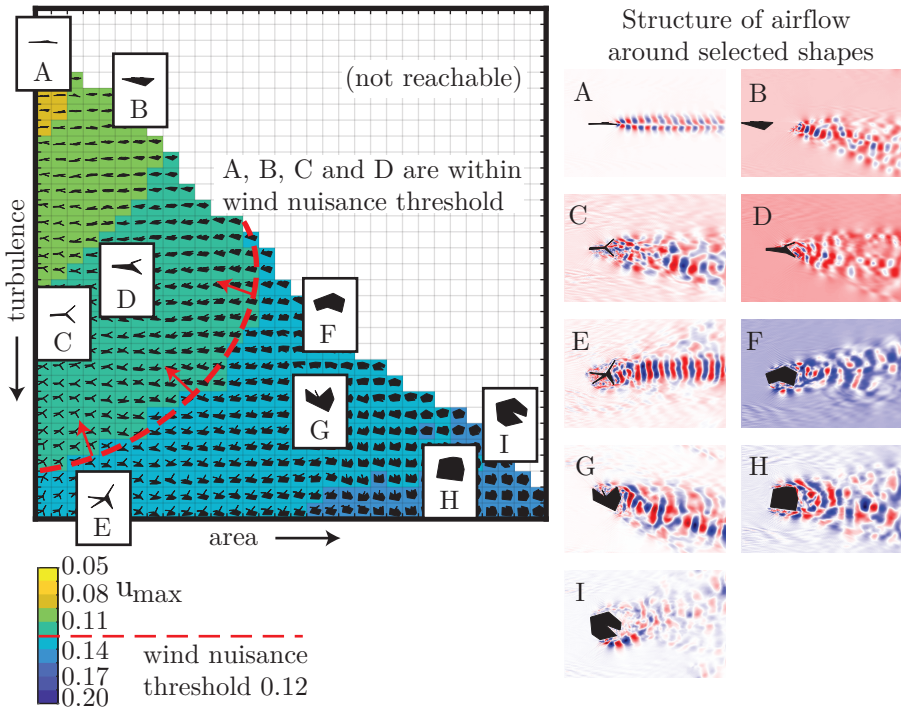 A
B
(not reachable)
A, B, C and D are within
wind nuisance threshold
turbulence
D
C
F
G
I
H
E
area
0.05
0.08
0.11
0.14
0.17
0.20
umax
wind nuisance
threshold 0.12
Structure of airflow
around selected shapes
A
B
C
D
E
F
G
H
I